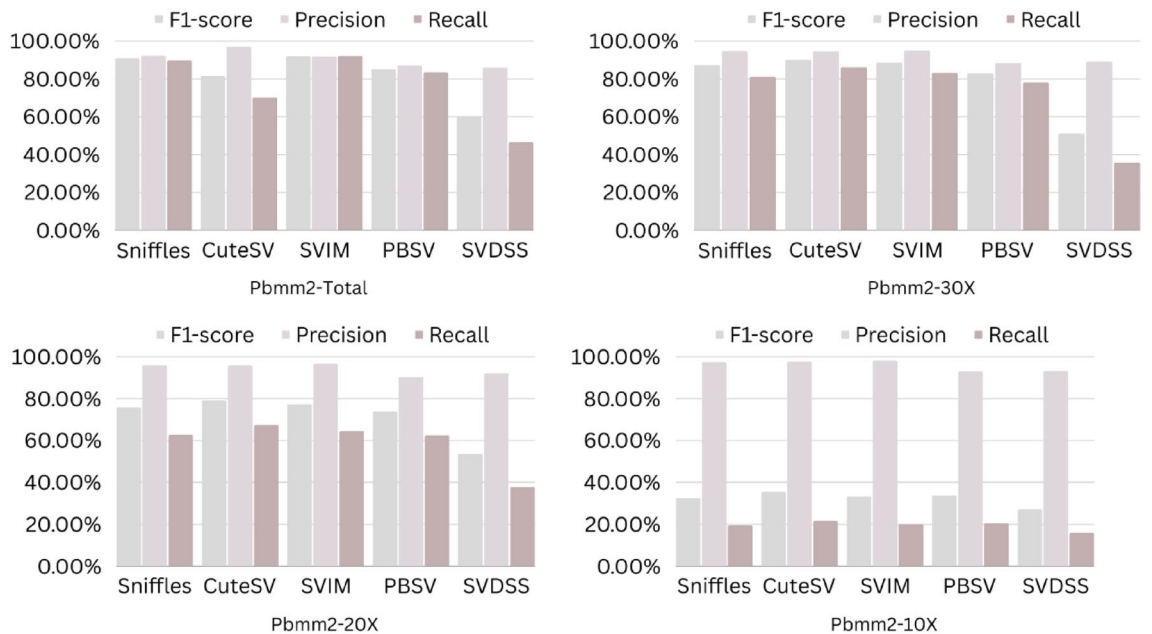 F1-score Precision Recall
100.00%
80.00%
60.00%
40.00%
20.00%
0.00%
Sniffles CuteSV SVIM PBSV SVDSS
Pbmm2-Total
F1-score Precision Recall
100.00%
80.00%
60.00%
40.00%
20.00%
0.00%
Sniffles CuteSV SVIM PBSV SVDSS
Pbmm2-30X
F1-score Precision Recall
100.00%
80.00%
60.00%
40.00%
20.00%
0.00%
Sniffles CuteSV SVIM PBSV SVDSS
Pbmm2-20X
F1-score Precision Recall
100.00%
80.00%
60.00%
40.00%
20.00%
0.00%
Sniffles CuteSV SVIM PBSV SVDSS
Pbmm2-10X